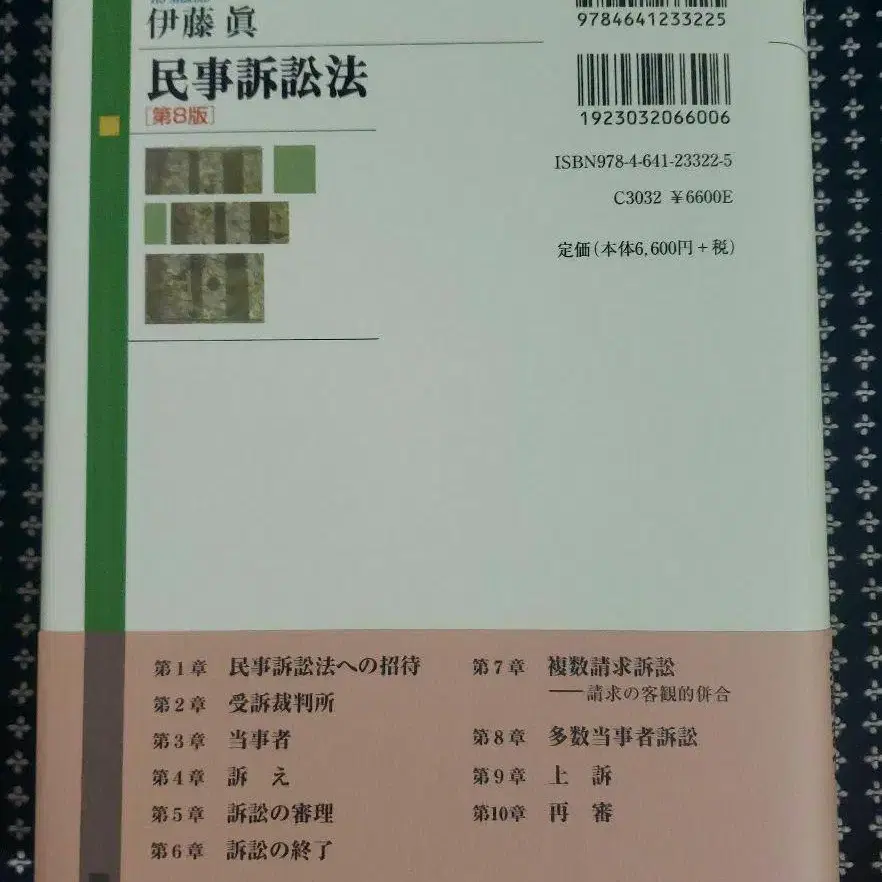 伊藤 眞
民事訴訟法
[第8版]
9784641233225
1923032066006
ISBN978-4-641-23322-5
C3032 ¥6600E
定価(本体6,600円+税)
第1章 民事訴訟法への招待
第2章 受訴裁判所
第3章 当事者
第4章 訴え
第5章 訴訟の審理
第6章 訴訟の終了
第7章 複数請求訴訟
──請求の客観的併合
第8章 多数当事者訴訟
第9章 上訴
第10章 再審